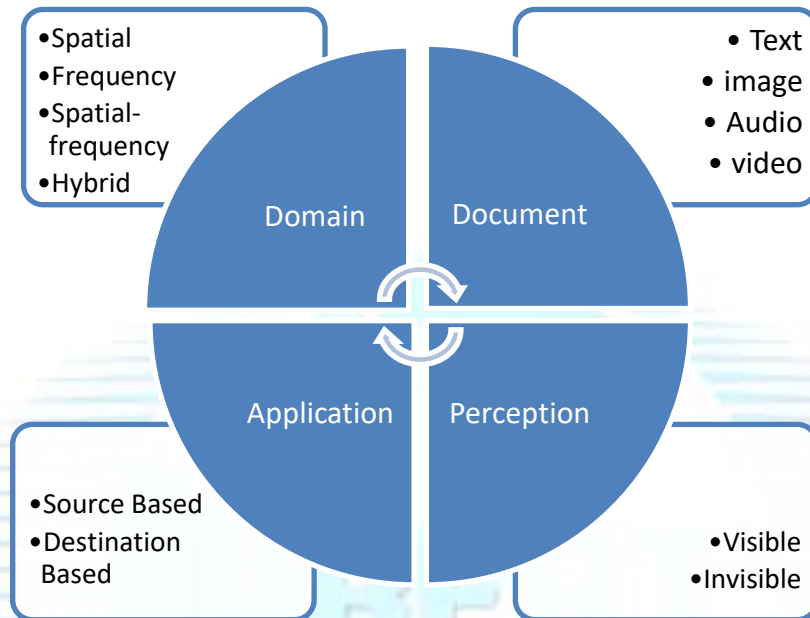 •Spatial
•Frequency
•Spatial-
frequency
•Hybrid
• Text
• image
• Audio
• video
Domain
Document
Application
Perception
•Source Based
•Destination
Based
•Visible
•Invisible